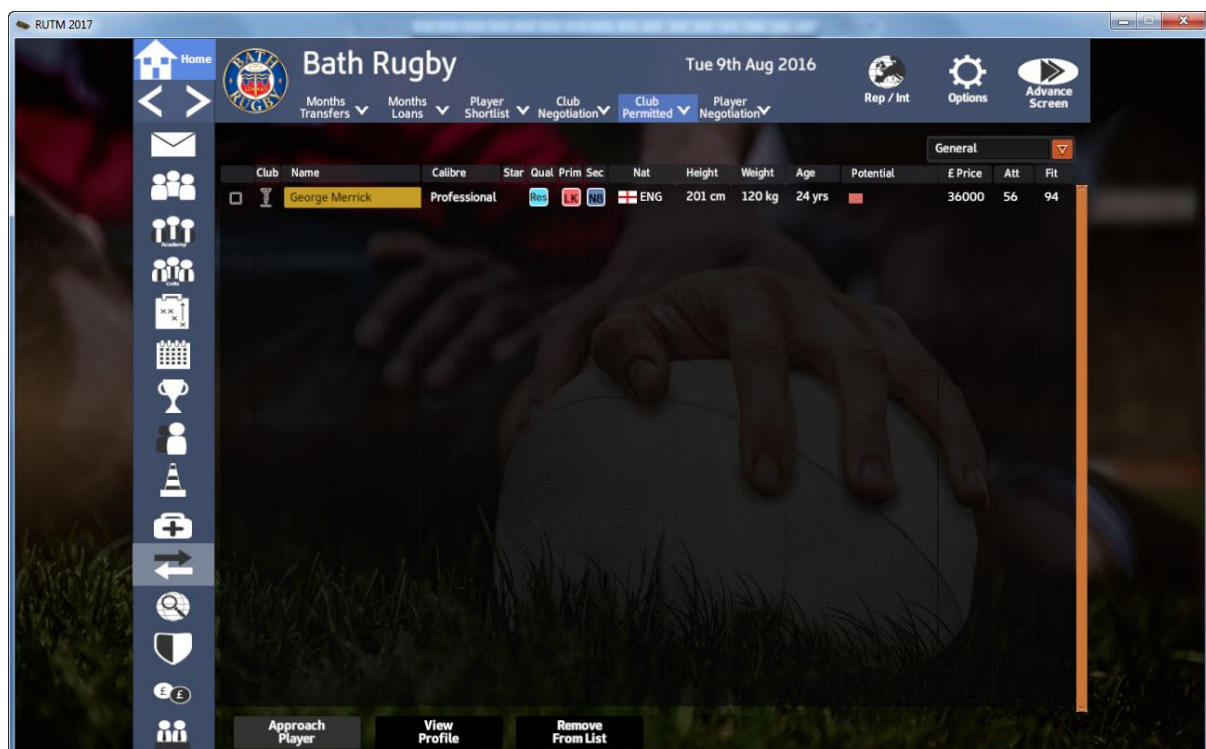 RUTM 2017
Home
Bath Rugby
Tue 9th Aug 2016
BATH
RUGBY
Rep / Int
Options
Advance
Screen
Months
Transfers
Months
Loans
Player
Shortlist
Club
Negotiation
Club
Permitted
Player
Negotiation
General
Club Name Calibre Star Qual Prim Sec Nat Height Weight Age Potential £ Price Att Fit
George Merrick Professional Res LK N8 ENG 201 cm 120 kg 24 yrs 36000 56 94
Academy
Approach
Player
View
Profile
Remove
From List